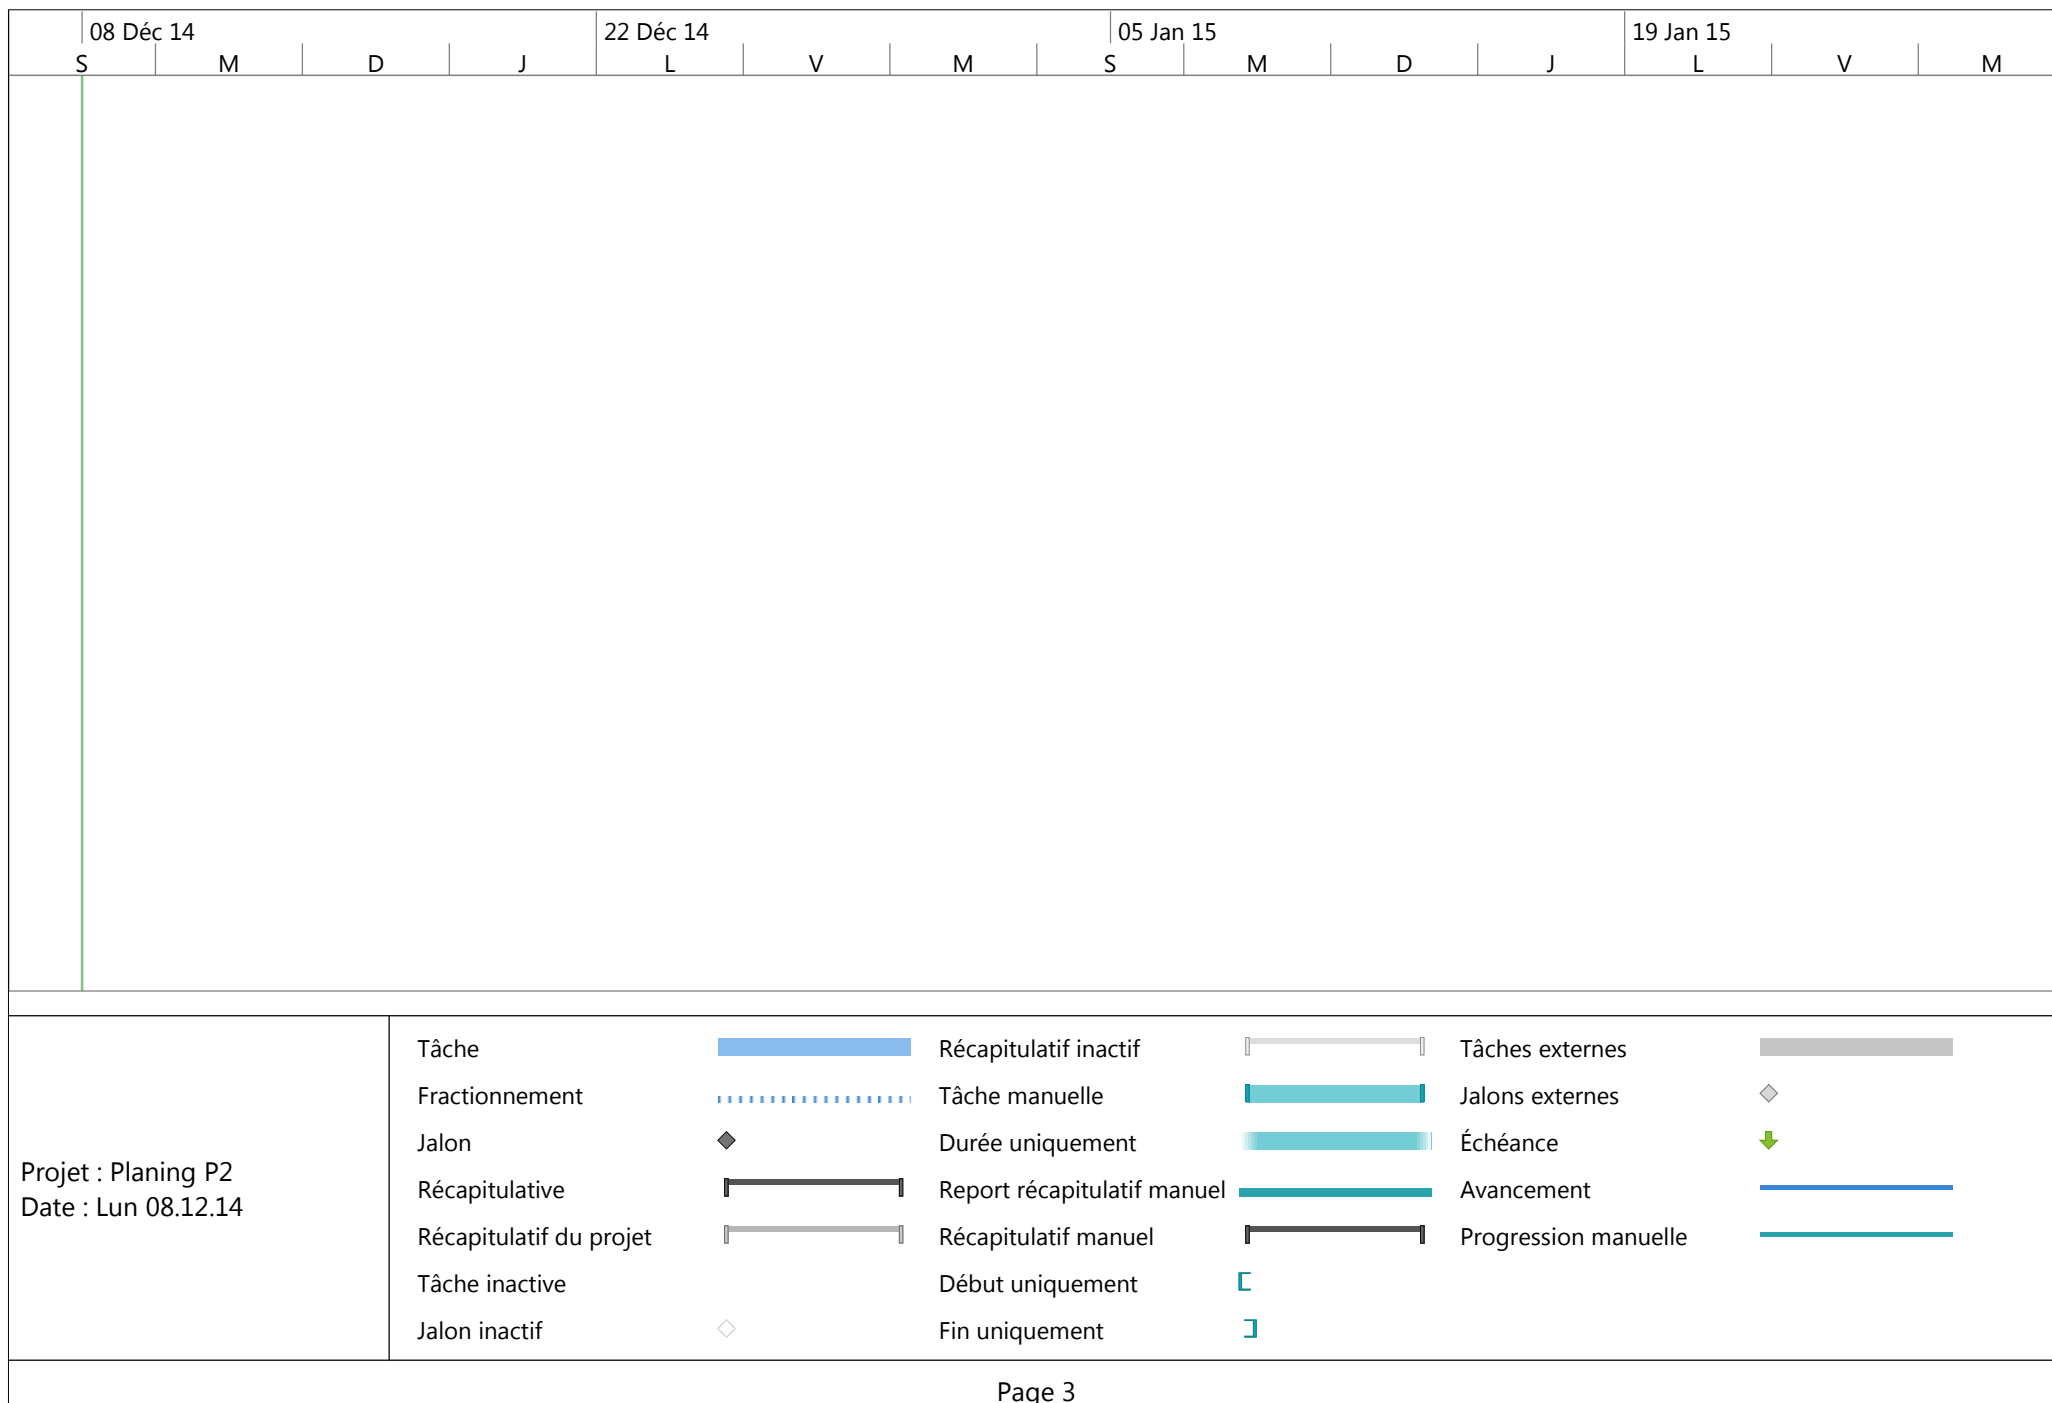 08 Déc 14 22 Déc 14 05 Jan 15 19 Jan 15
S M D J L V M S M D J L V M
Projet : Planing P2
Date : Lun 08.12.14
Tâche
Fractionnement
Jalon
Récapitulative
Récapitulatif du projet
Tâche inactive
Jalon inactif
Récapitulatif inactif
Tâche manuelle
Durée uniquement
Report récapitulatif manuel
Récapitulatif manuel
Début uniquement
Fin uniquement
Tâches externes
Jalons externes
Échéance
Avancement
Progression manuelle
Page 3